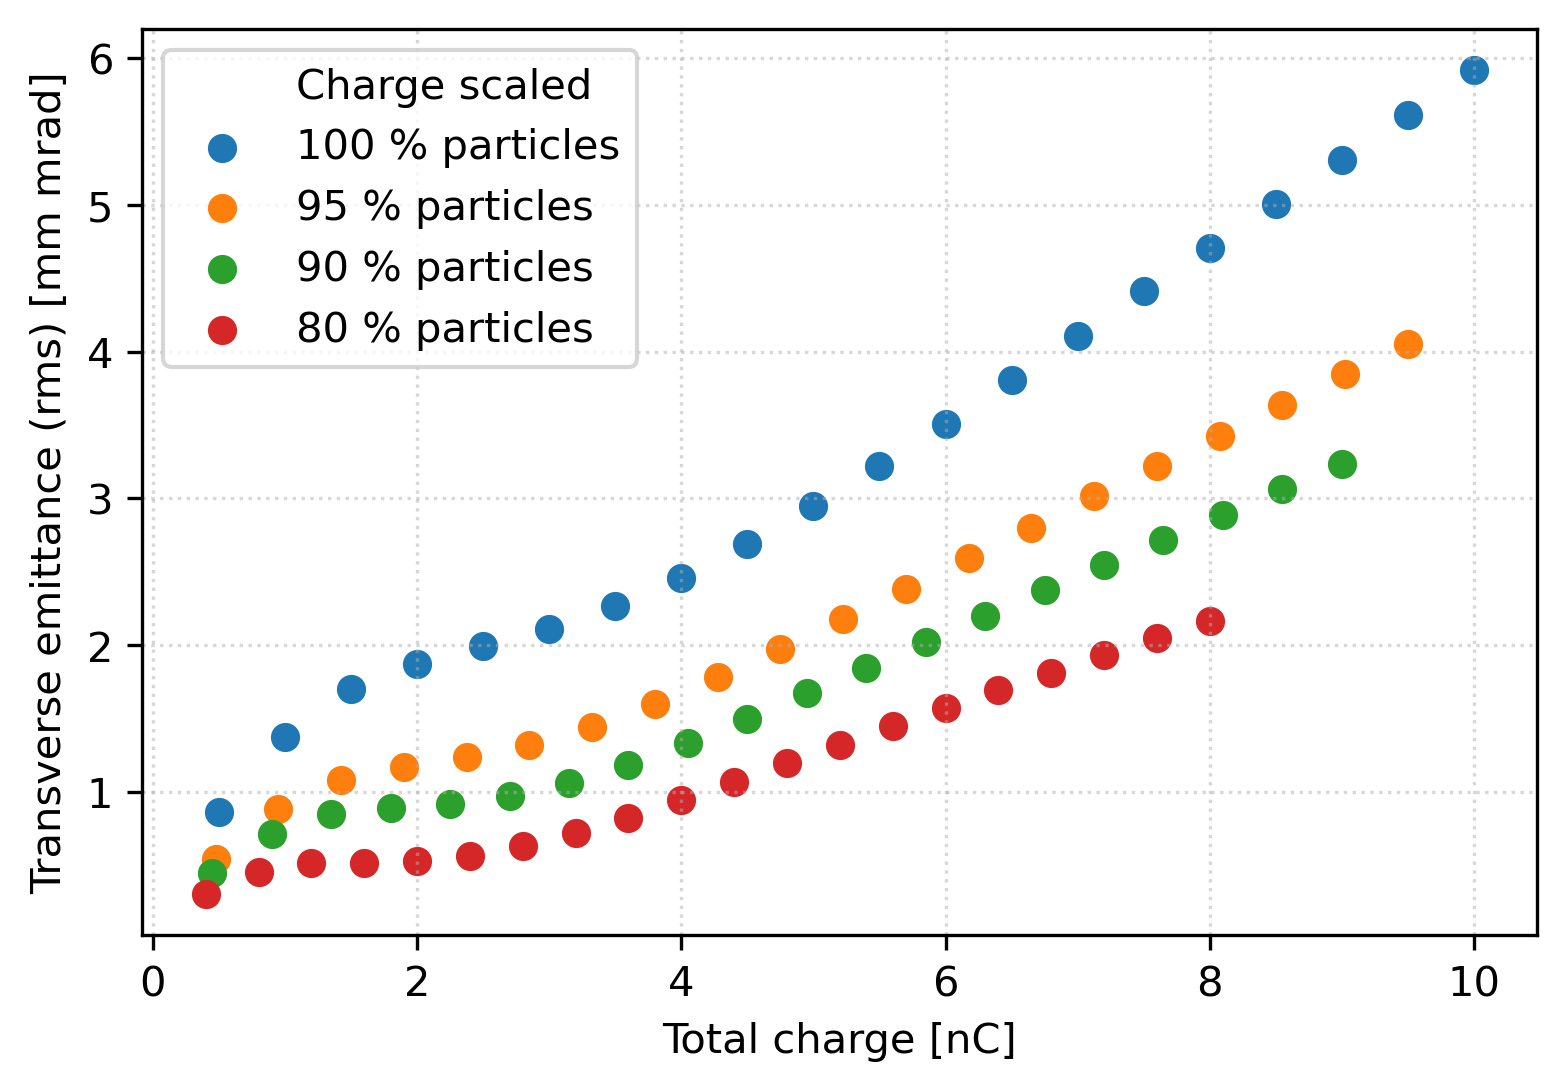 Transverse emittance (rms) [mm mrad]
6
5
4
3
2
1
Charge scaled
100 % particles
95 % particles
90 % particles
80 % particles
0 2 4 6 8 10
Total charge [nC]